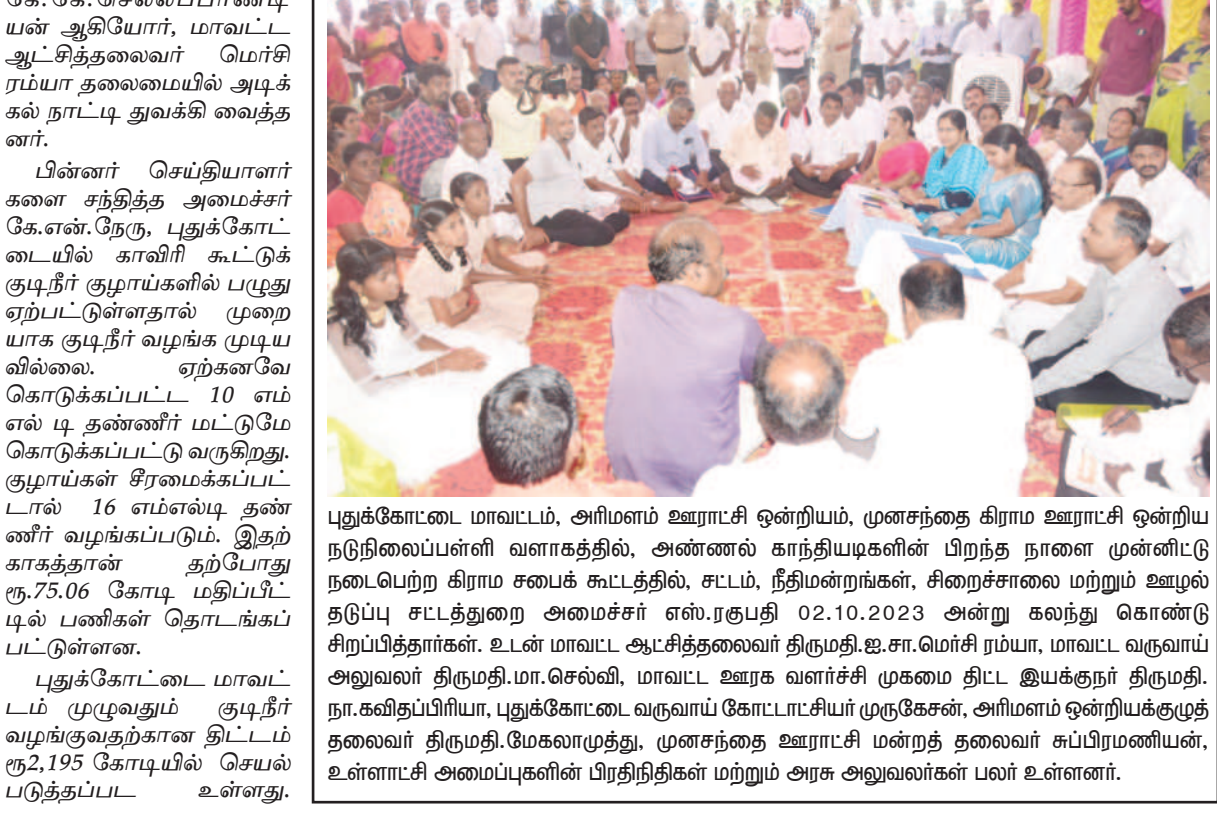 கே.கே.செல்லப்பாண்டி
யன் ஆகியோர், மாவட்ட
ஆட்சித்தலைவர் மெர்சி
ரம்யா தலைமையில் அடிக்
கல் நாட்டி துவக்கி வைத்த
னர்.
பின்னர் செய்தியாளர்
களை சந்தித்த அமைச்சர்
கே.என்.நேரு, புதுக்கோட்
டையில் காவிரி கூட்டுக்
குடிநீர் குழாய்களில் பழுது
ஏற்பட்டுள்ளதால் முறை
யாக குடிநீர் வழங்க முடிய
வில்லை. ஏற்கனவே
கொடுக்கப்பட்ட 10 எம்
எல் டி தண்ணீர் மட்டுமே
கொடுக்கப்பட்டு வருகிறது.
குழாய்கள் சீரமைக்கப்பட்
டால் 16 எம்எல்டி தண்
ணீர் வழங்கப்படும். இதற்
காகத்தான் தற்போது
ரூ.75.06 கோடி மதிப்பீட்
டில் பணிகள் தொடங்கப்
பட்டுள்ளன.
புதுக்கோட்டை மாவட்
டம் முழுவதும் குடிநீர்
வழங்குவதற்கான திட்டம்
ரூ2,195 கோடியில் செயல்
படுத்தப்பட உள்ளது.
புதுக்கோட்டை மாவட்டம், அரிமளம் ஊராட்சி ஒன்றியம், முனசந்தை கிராம ஊராட்சி ஒன்றிய
நடுநிலைப்பள்ளி வளாகத்தில், அண்ணல் காந்தியடிகளின் பிறந்த நாளை முன்னிட்டு
நடைபெற்ற கிராம சபைக் கூட்டத்தில், சட்டம், நீதிமன்றங்கள், சிறைச்சாலை மற்றும் ஊழல்
தடுப்பு சட்டத்துறை அமைச்சர் எஸ்.ரகுபதி 02.10.2023 அன்று கலந்து கொண்டு
சிறப்பித்தார்கள். உடன் மாவட்ட ஆட்சித்தலைவர் திருமதி.ஐ.சா.மெர்சி ரம்யா, மாவட்ட வருவாய்
அலுவலர் திருமதி.மா.செல்வி, மாவட்ட ஊரக வளர்ச்சி முகமை திட்ட இயக்குநர் திருமதி.
நா.கவிதப்பிரியா, புதுக்கோட்டை வருவாய் கோட்டாட்சியர் முருகேசன், அரிமளம் ஒன்றியக்குழுத்
தலைவர் திருமதி.மேகலாமுத்து, முனசந்தை ஊராட்சி மன்றத் தலைவர் சுப்பிரமணியன்,
உள்ளாட்சி அமைப்புகளின் பிரதிநிதிகள் மற்றும் அரசு அலுவலர்கள் பலர் உள்ளனர்.